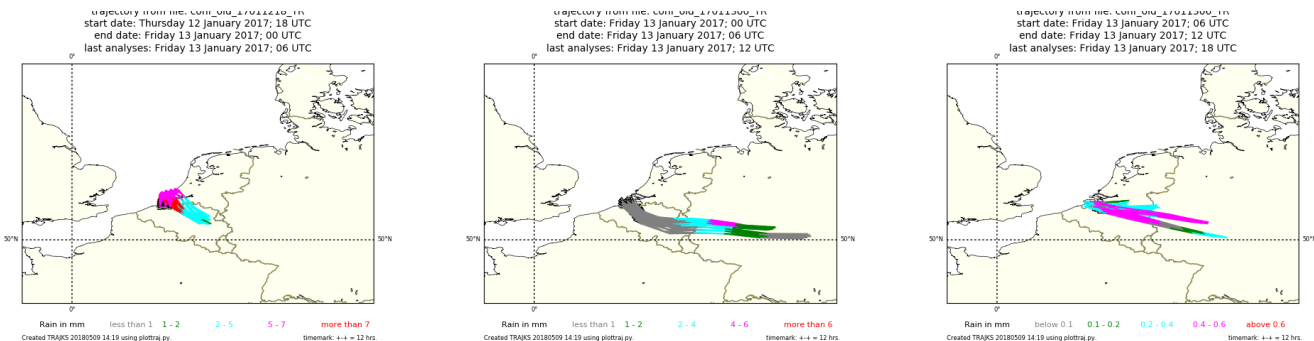 start date: Thursday 12 January 2017; 18 UTC
end date: Friday 13 January 2017; 00 UTC
last analyses: Friday 13 January 2017; 06 UTC
0°
50°N
50°N
0°
Rain in mm less than 1 1 - 2 2 - 5 5 - 7 more than 7
Created TRAJKS 20180509 14:19 using plottraj.py. timemark: +-+ = 12 hrs.
start date: Friday 13 January 2017; 00 UTC
end date: Friday 13 January 2017; 06 UTC
last analyses: Friday 13 January 2017; 12 UTC
0°
50°N
50°N
0°
Rain in mm less than 1 1 - 2 2 - 4 4 - 6 more than 6
Created TRAJKS 20180509 14:19 using plottraj.py. timemark: +-+ = 12 hrs.
start date: Friday 13 January 2017; 06 UTC
end date: Friday 13 January 2017; 12 UTC
last analyses: Friday 13 January 2017; 18 UTC
0°
50°N
50°N
0°
Rain in mm below 0.1 0.1 - 0.2 0.2 - 0.4 0.4 - 0.6 above 0.6
Created TRAJKS 20180509 14:19 using plottraj.py. timemark: +-+ = 12 hrs.